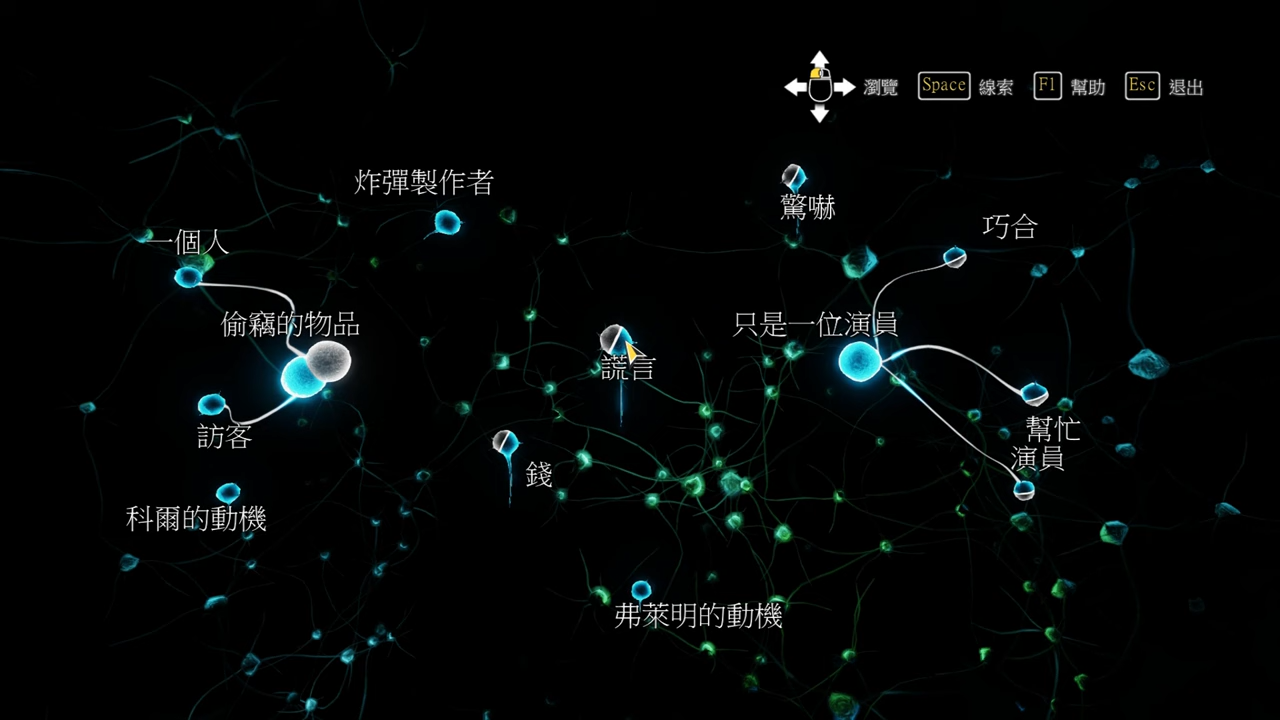 瀏覽 Space 線索 F1 幫助 Esc 退出
炸彈製作者
驚嚇
巧合
一個人
偷竊的物品
只是一位演員
謊言
訪客
幫忙
演員
錢
科爾的動機
弗萊明的動機